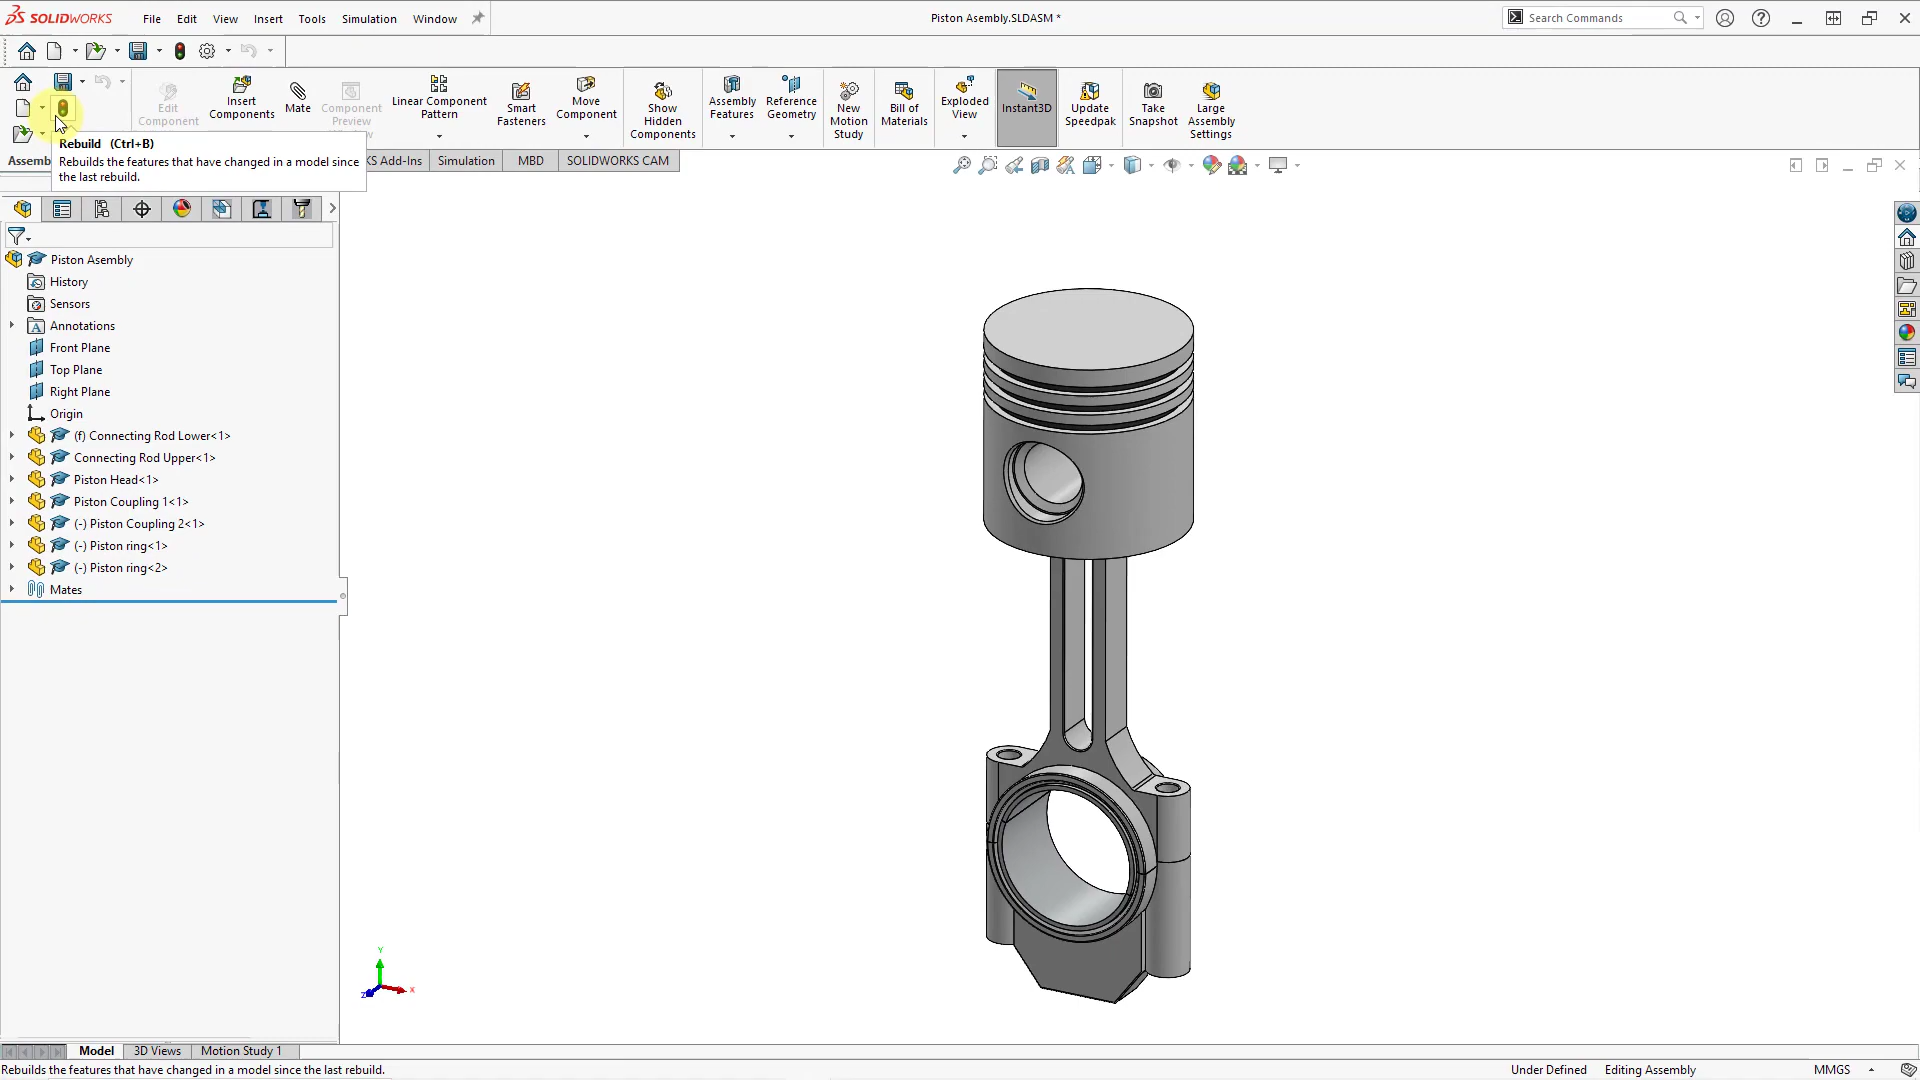 SOLIDWORKS
File Edit View Insert Tools Simulation Window
Piston Asembly.SLDASM *
Search Commands
Edit Component
Insert Components
Mate
Component Preview
Linear Component Pattern
Smart Fasteners
Move Component
Show Hidden Components
Assembly Features
Reference Geometry
New Motion Study
Bill of Materials
Exploded View
Instant3D
Update Speedpak
Take Snapshot
Large Assembly Settings
Rebuild (Ctrl+B)
Rebuilds the features that have changed in a model since
the last rebuild.
Assemb
KS Add-Ins Simulation MBD SOLIDWORKS CAM
Piston Asembly
History
Sensors
Annotations
Front Plane
Top Plane
Right Plane
Origin
(f) Connecting Rod Lower<1>
Connecting Rod Upper<1>
Piston Head<1>
Piston Coupling 1<1>
(-) Piston Coupling 2<1>
(-) Piston ring<1>
(-) Piston ring<2>
Mates
Y
X
Z
Model 3D Views Motion Study 1
Rebuilds the features that have changed in a model since the last rebuild.
Under Defined Editing Assembly MMGS